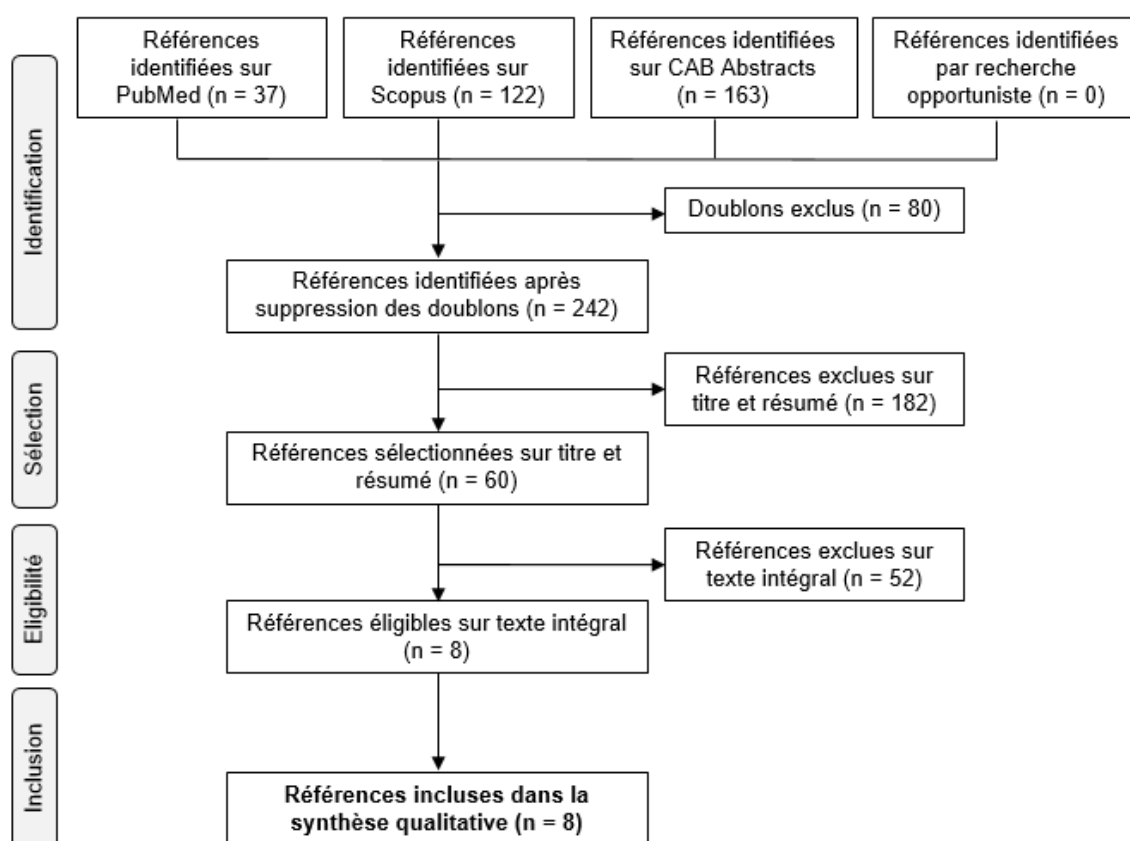 Références
identifiées sur
PubMed (n = 37)
Références
identifiées sur
Scopus (n = 122)
Références identifiées
sur CAB Abstracts
(n = 163)
Références identifiées
par recherche
opportuniste (n = 0)
Identification
Doublons exclus (n = 80)
Références identifiées après
suppression des doublons (n = 242)
Sélection
Références exclues sur
titre et résumé (n = 182)
Références sélectionnées sur titre et
résumé (n = 60)
Eligibilité
Références exclues sur
texte intégral (n = 52)
Références éligibles sur texte intégral
(n = 8)
Inclusion
Références incluses dans la
synthèse qualitative (n = 8)